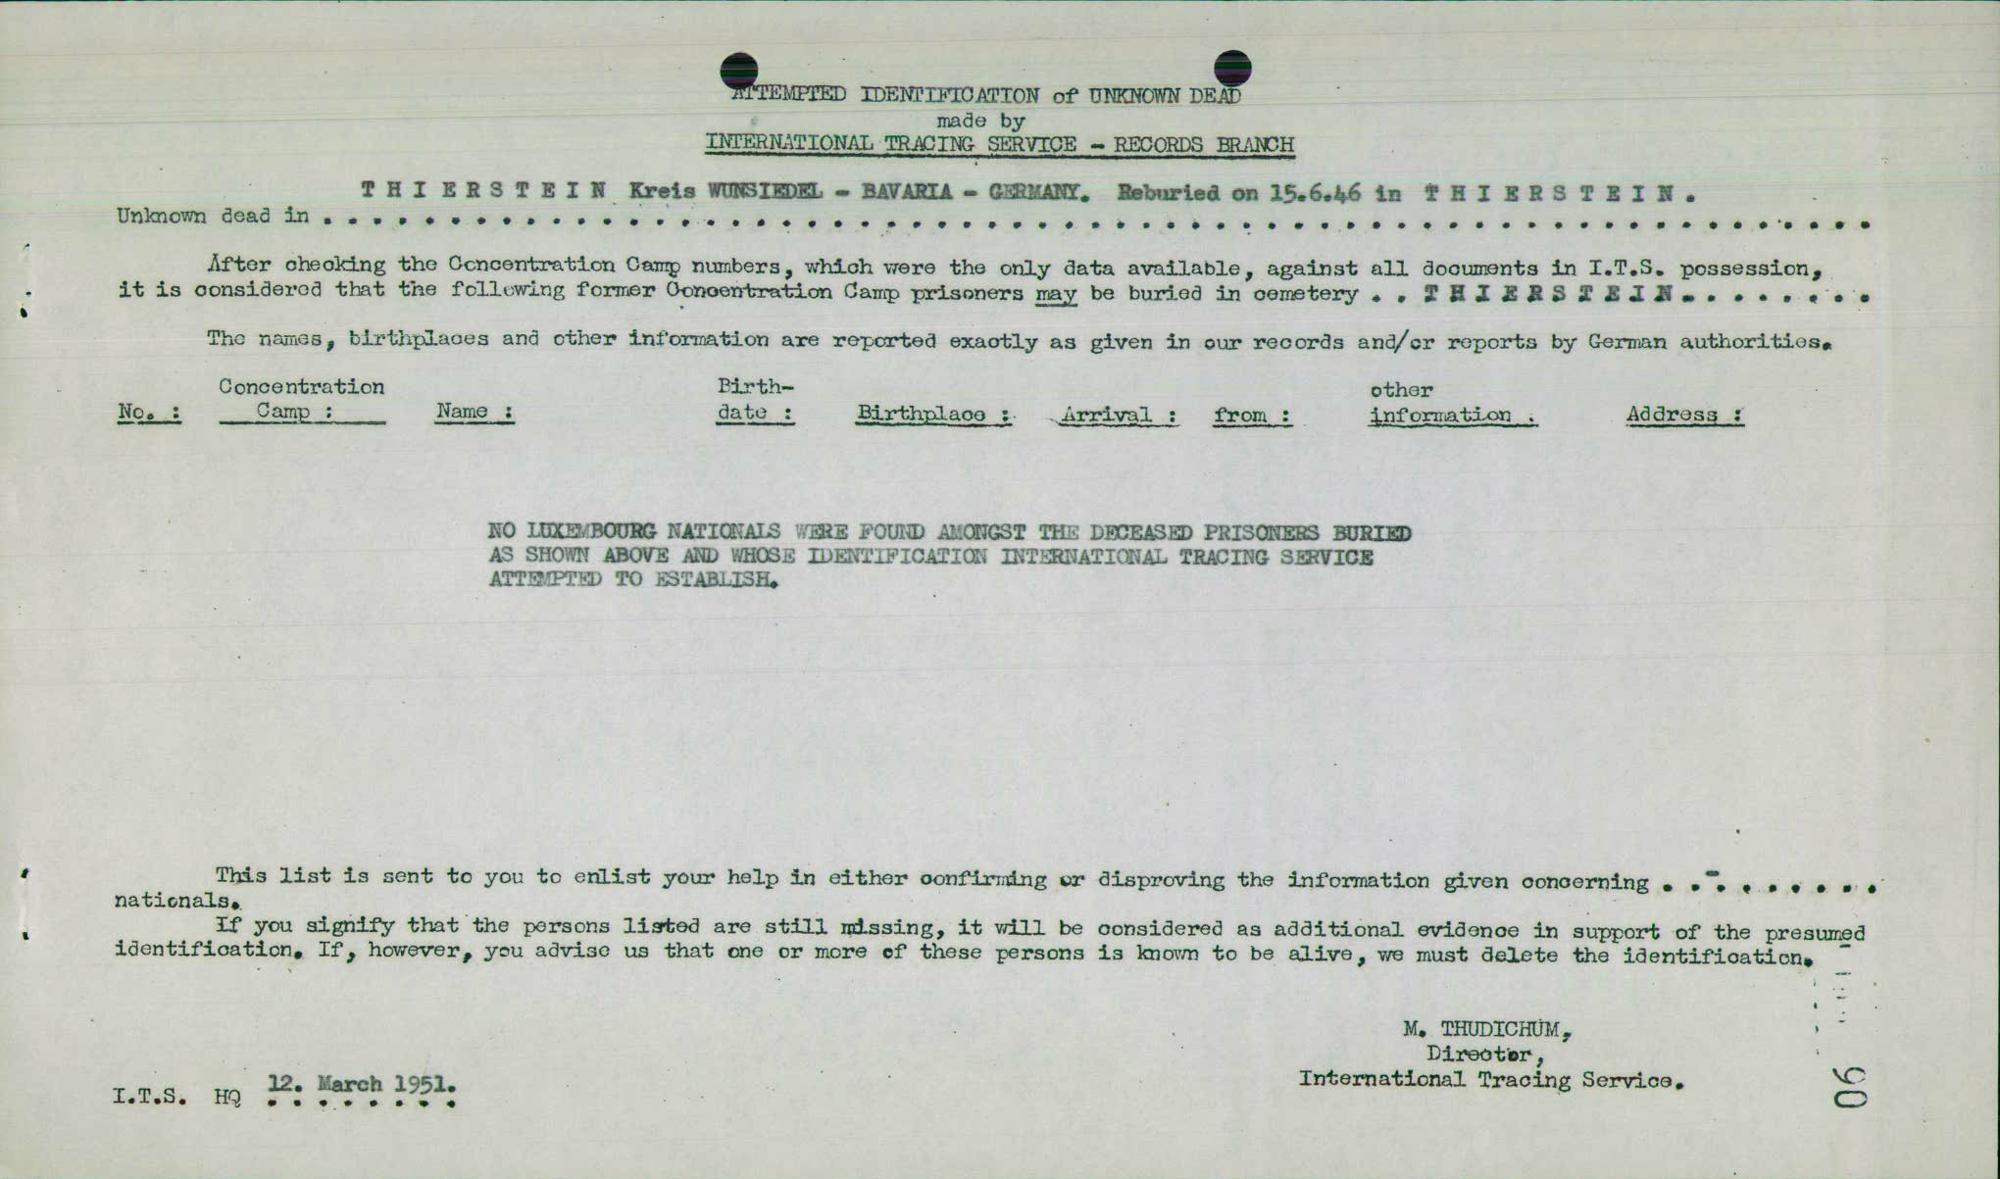 ATTEMPTED IDENTIFICATION of UNKNOWN DEAD
made by
INTERNATIONAL TRACING SERVICE - RECORDS BRANCH
T H I E R S T E I N Kreis WUNSIEDEL - BAVARIA - GERMANY. Reburied on 15.6.46 in T H I E R S T E I N .
Unknown dead in . . . . . . . . . . . . . . . . . . . . . . . . . . . . . . . . . . . . . . . . . . . . . . . . . . . . . . . . . . . . .
After checking the Concentration Camp numbers, which were the only data available, against all documents in I.T.S. possession,
it is considered that the following former Concentration Camp prisoners may be buried in cemetery . . T H I E R S T E I N . . . . . . . .
The names, birthplaces and other information are reported exactly as given in our records and/or reports by German authorities.
No. : Concentration Camp : Name : Birth-date : Birthplace : Arrival : from : other information : Address :
NO LUXEMBOURG NATIONALS WERE FOUND AMONGST THE DECEASED PRISONERS BURIED
AS SHOWN ABOVE AND WHOSE IDENTIFICATION INTERNATIONAL TRACING SERVICE
ATTEMPTED TO ESTABLISH.
This list is sent to you to enlist your help in either confirming or disproving the information given concerning . . - . . . . . . .
nationals.
If you signify that the persons listed are still missing, it will be considered as additional evidence in support of the presumed
identification. If, however, you advise us that one or more of these persons is known to be alive, we must delete the identification.
M. THUDICHUM,
Director,
International Tracing Service.
I.T.S. HQ 12. March 1951.
90